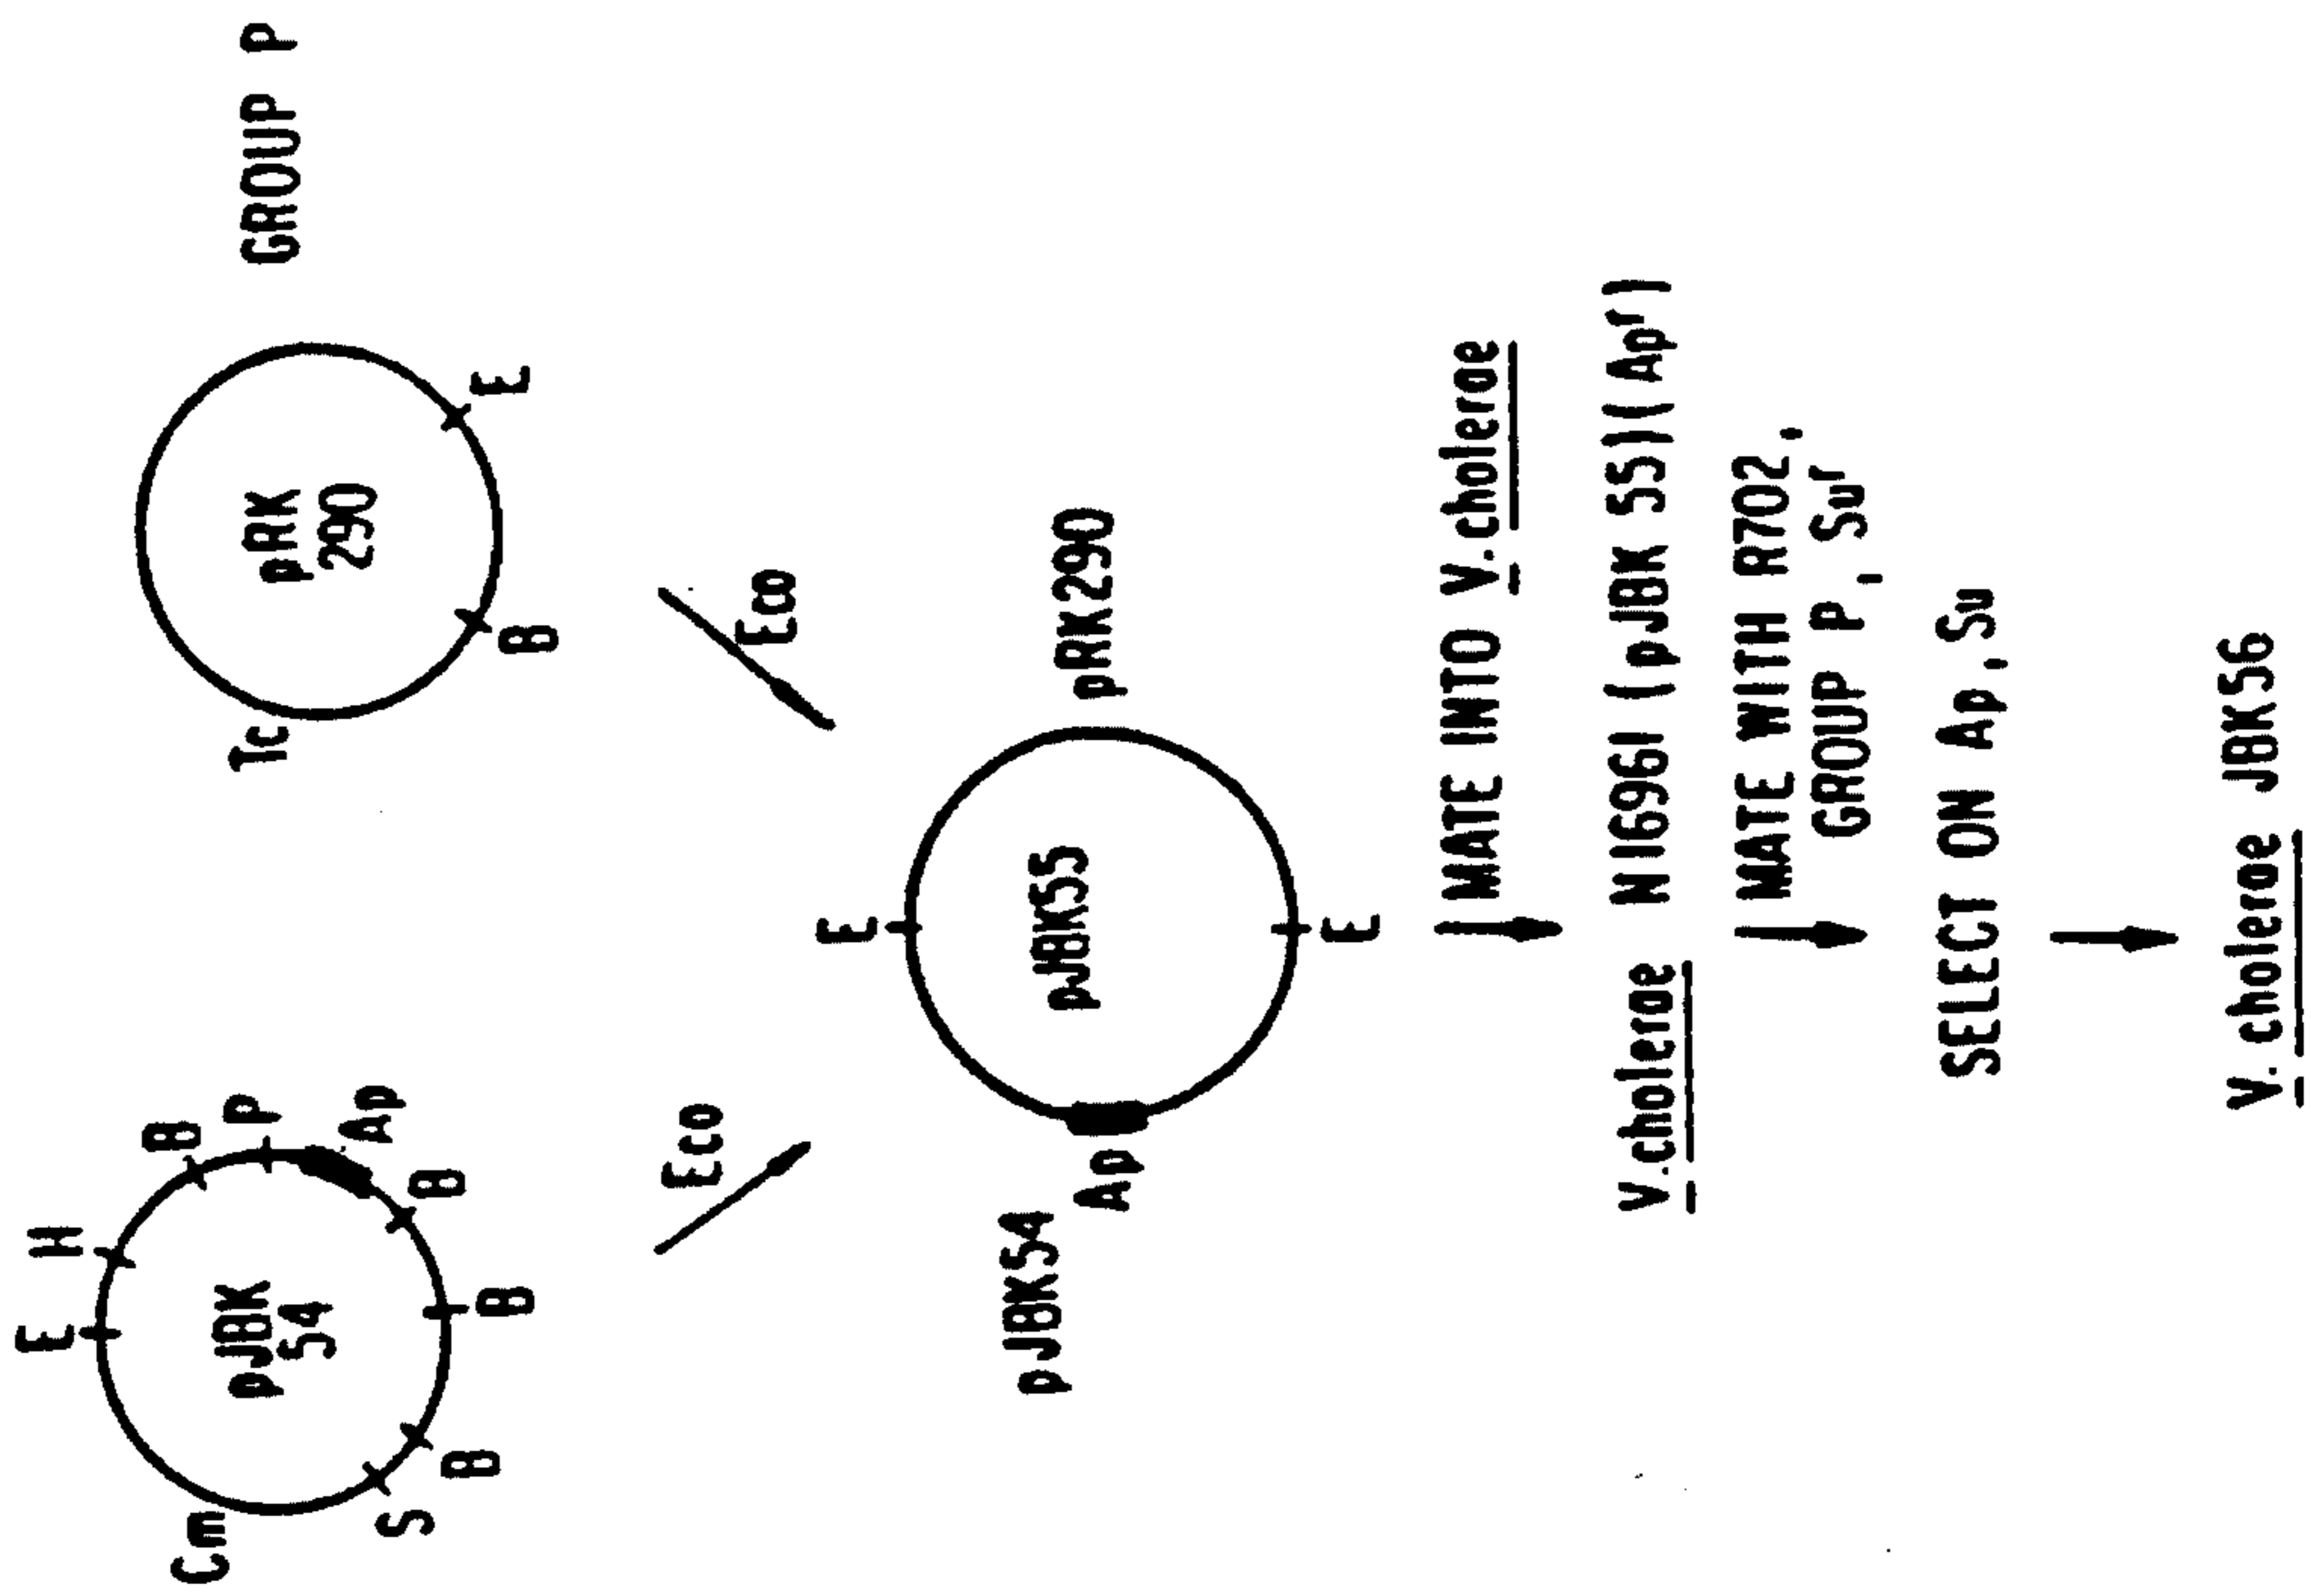 GROUP P
E
H
B
P
Ap
B
B
B
S
Cm
pJBK
54
Tc
pRK
290
E
B
Eco
Eco
E
pJBK54
Ap
pJBK55
pRK290
E
MATE INTO V.cholerae
V.cholerae N16961 (pJBK 55)(Apr)
MATE WITH R702,
GROUP P, Sur
SELECT ON Ap, Su
V. cholerae JBK56